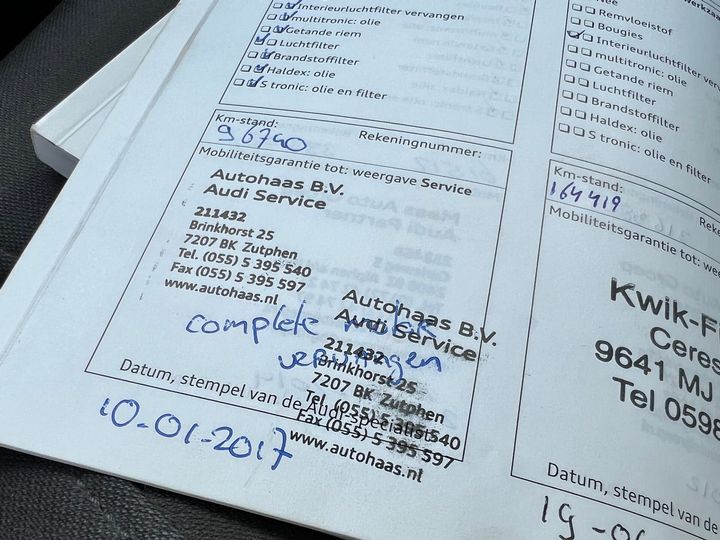 Interieurluchtfilter vervangen
multitronic: olie
Getande riem
Luchtfilter
Brandstoffilter
Haldex: olie
S tronic: olie en filter
Km-stand:
96740
Rekeningnummer:
Mobiliteitsgarantie tot: weergave Service
Autohaas B.V.
Audi Service
211432
Brinkhorst 25
7207 BK Zutphen
Tel. (055) 5 395 540
Fax (055) 5 395 597
www.autohaas.nl
Autohaas B.V.
Audi Service
211432
Brinkhorst 25
7207 BK Zutphen
Tel. (055) 5 395 540
Fax (055) 5 395 597
www.autohaas.nl
complete
vervangen
Datum, stempel van de Audi-specialist
10-01-2017
Nee
Remvloeistof
Bougies
Interieurluchtfilter verv
multitronic: olie
Getande riem
Luchtfilter
Brandstoffilter
Haldex: olie
S tronic: olie en filter
Km-stand:
164419
Reke
Mobiliteitsgarantie tot: we
Kwik-F
Ceres
9641 MJ
Tel 0598
Datum, stempel van de
19-0